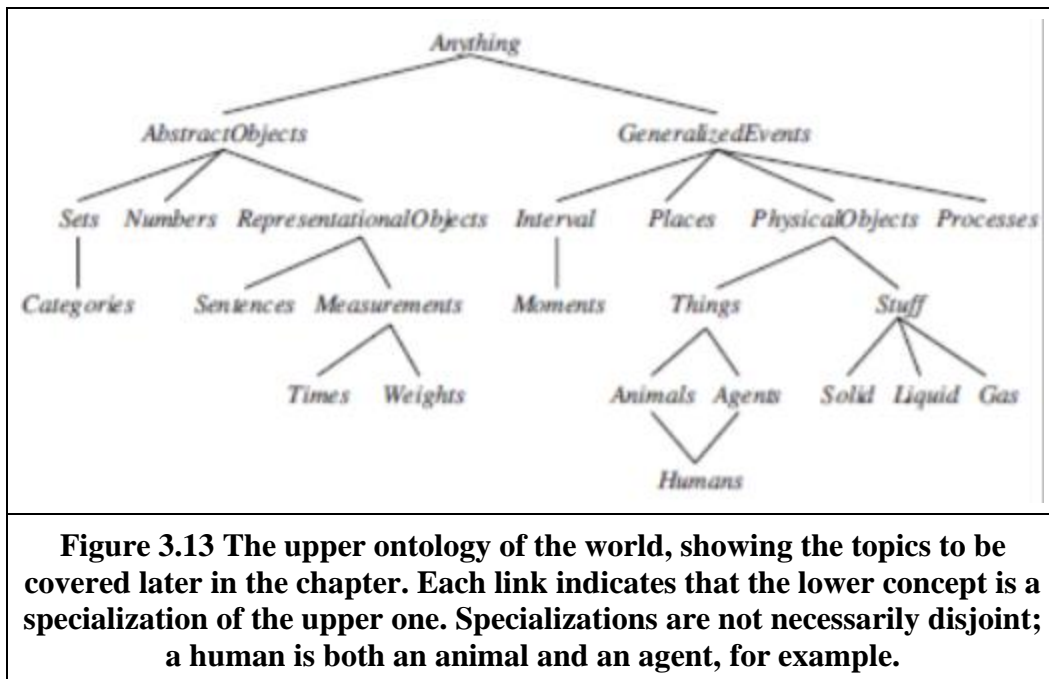 Anything
AbstractObjects GeneralizedEvents
Sets Numbers RepresentationalObjects Interval Places PhysicalObjects Processes
Categories Sentences Measurements Moments Things Stuff
Times Weights Animals Agents Solid Liquid Gas
Humans
Figure 3.13 The upper ontology of the world, showing the topics to be
covered later in the chapter. Each link indicates that the lower concept is a
specialization of the upper one. Specializations are not necessarily disjoint;
a human is both an animal and an agent, for example.